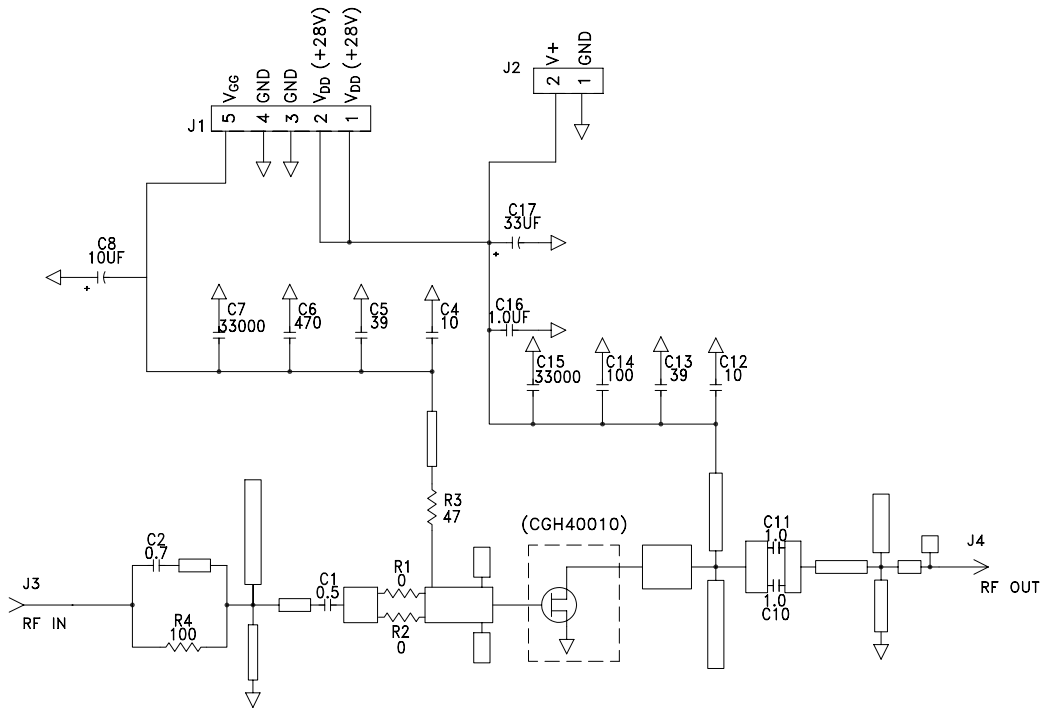 VGG
GND
GND
VDD (+28V)
VDD (+28V)
5
4
3
2
1
J1
V+
GND
2
1
J2
C17
33UF
+
C8
10UF
+
C7
33000
C6
470
C5
39
C4
10
C16
1.0UF
C15
33000
C14
100
C13
39
C12
10
R3
47
(CGH40010)
C11
1.0
1.0
C10
J4
RF OUT
J3
RF IN
C2
0.7
R4
100
C1
0.5
R1
0
R2
0